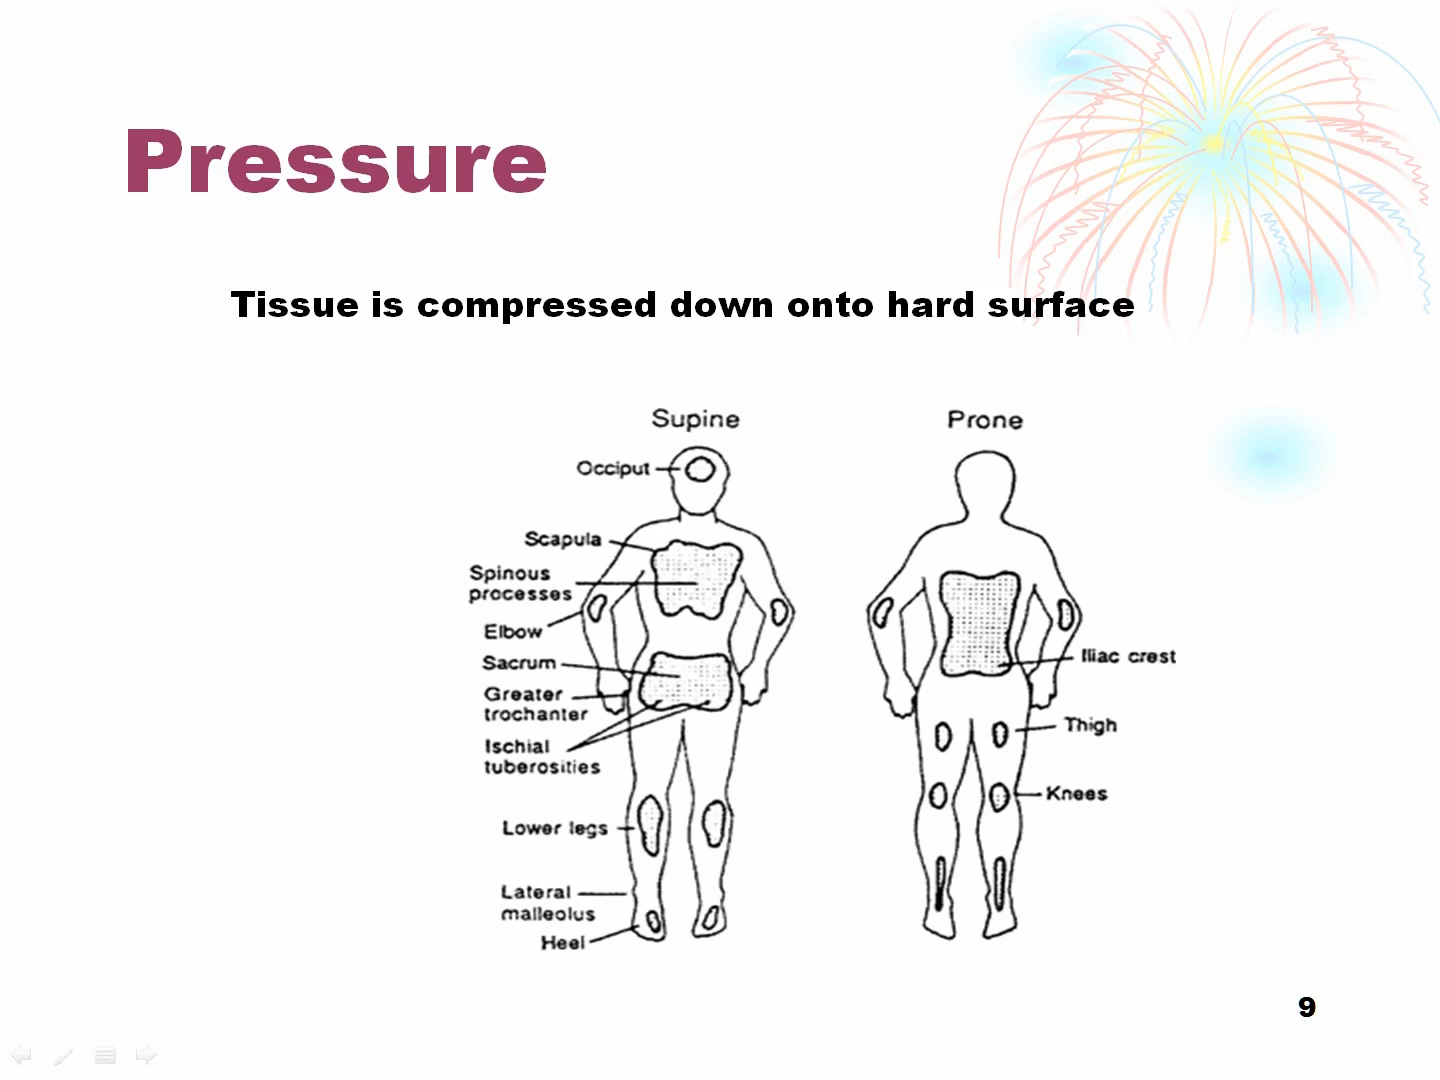 Pressure
Tissue is compressed down onto hard surface
Supine
Occiput
Scapula
Spinous
processes
Elbow
Sacrum
Greater
trochanter
Ischial
tuberosities
Lower legs
Lateral
malleolus
Heel
Prone
Iliac crest
Thigh
Knees
9